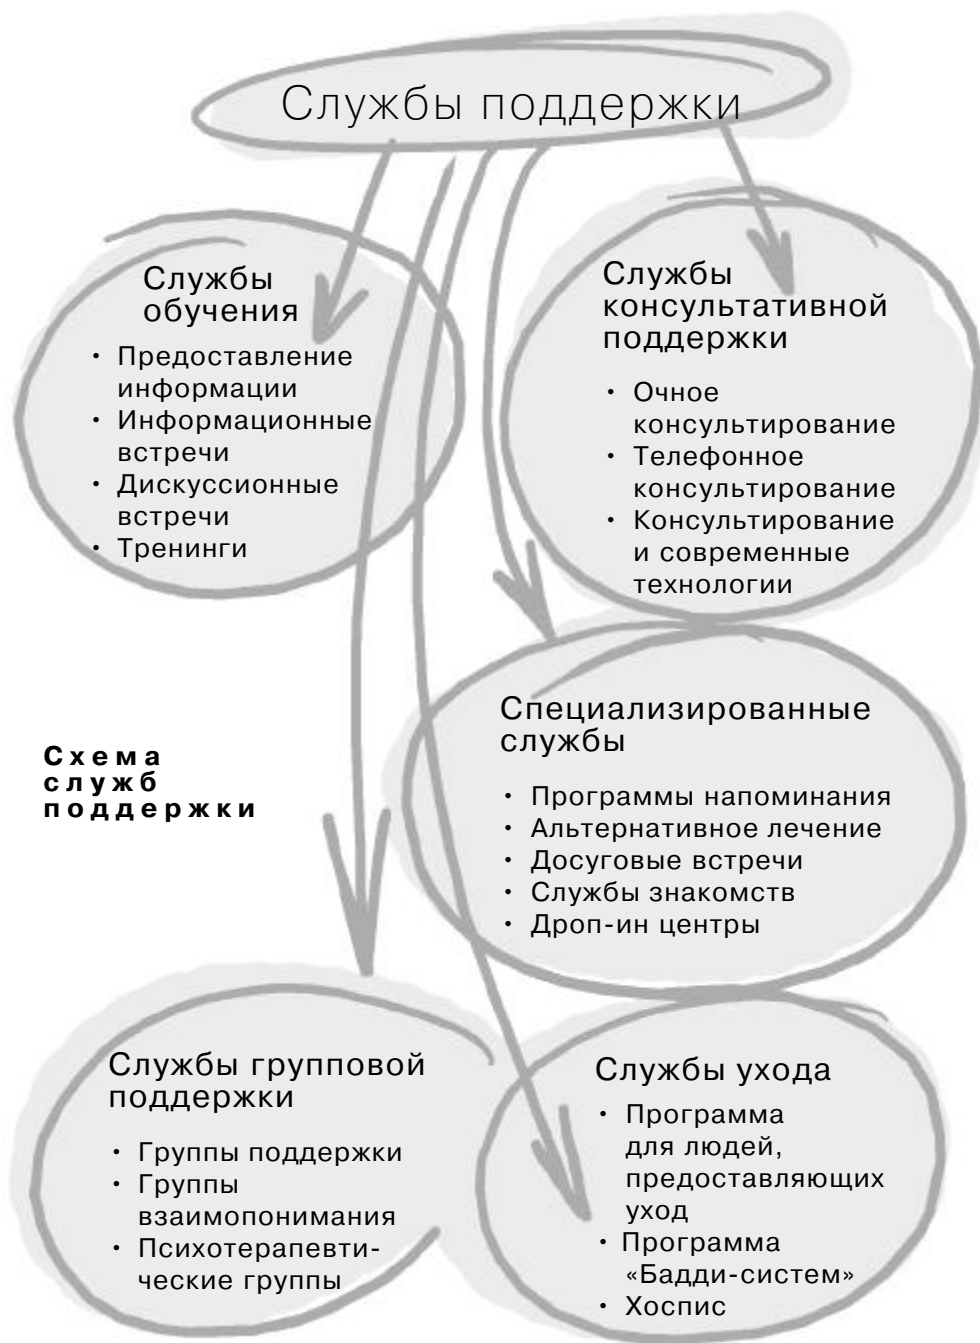 Службы поддержки
Службы
обучения
· Предоставление
информации
· Информационные
встречи
· Дискуссионные
встречи
· Тренинги
Службы
консультативной
поддержки
· Очное
консультирование
· Телефонное
консультирование
· Консультирование
и современные
технологии
Специализированные
службы
· Программы напоминания
· Альтернативное лечение
· Досуговые встречи
· Службы знакомств
· Дроп-ин центры
Схема
служб
поддержки
Службы групповой
поддержки
· Группы поддержки
· Группы
взаимопонимания
· Психотерапевти-
ческие группы
Службы ухода
· Программа
для людей,
предоставляющих
уход
· Программа
«Бадди-систем»
· Хоспис